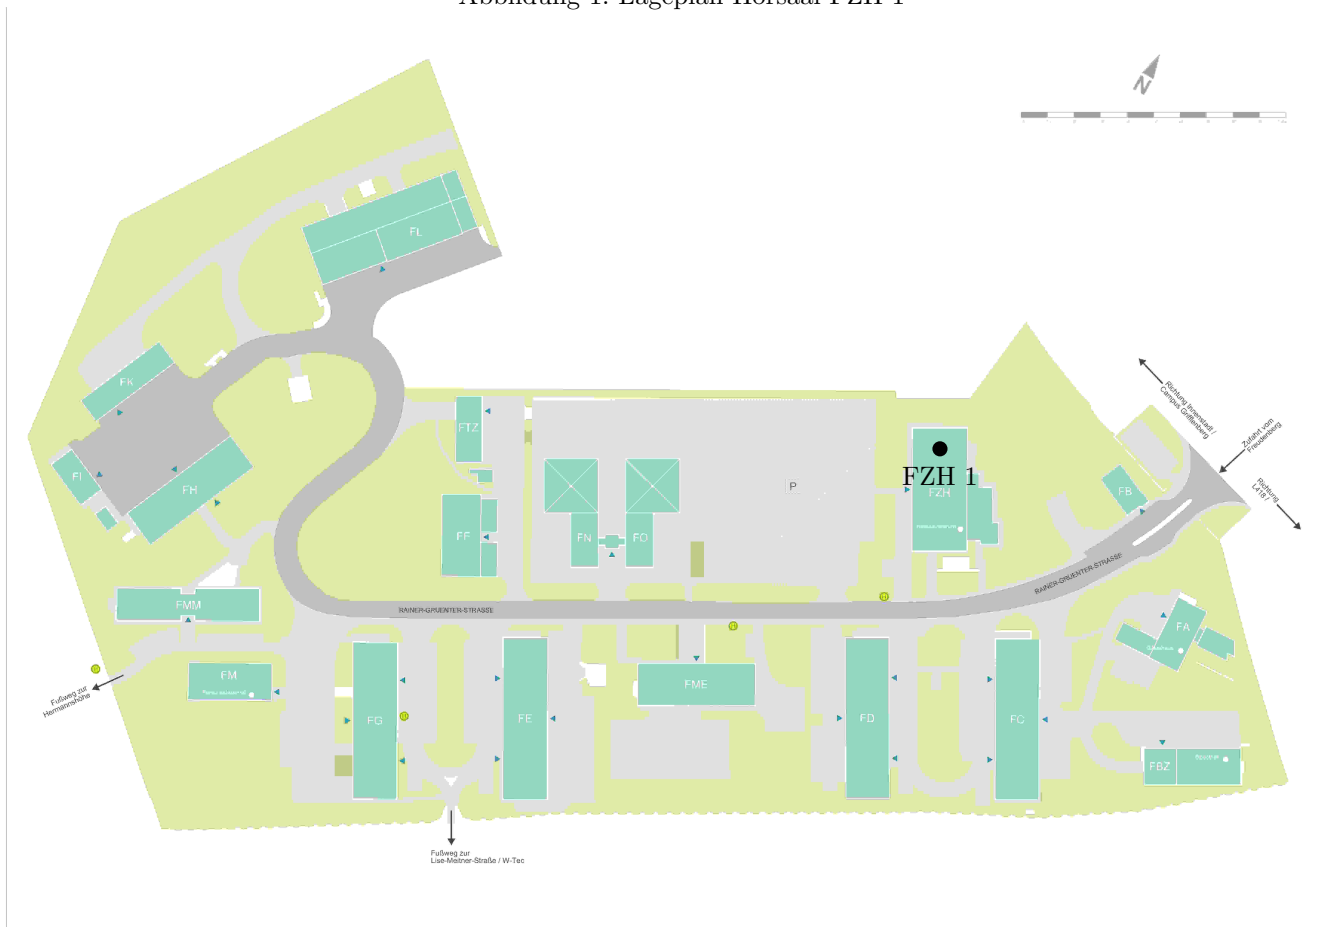 Abbildung 1: Lageplan Hörsaal FZH 1
N
FL
Richtung Innenstadt /
Campus Grifflenberg
Zufahrt vom
Freudenberg
Richtung
L418 /
FK
FTZ
FZH 1
P
FZH
FI
FH
FB
FF
FN
FO
RAINER-GRUENTER-STRASSE
FMM
RAINER-GRUENTER-STRASSE
H
H
FA
H
FM
Fußweg zur
Hermannshöhe
FME
FG
H
FE
FD
FC
FBZ
Fußweg zur
Lise-Meitner-Straße / W-Tec